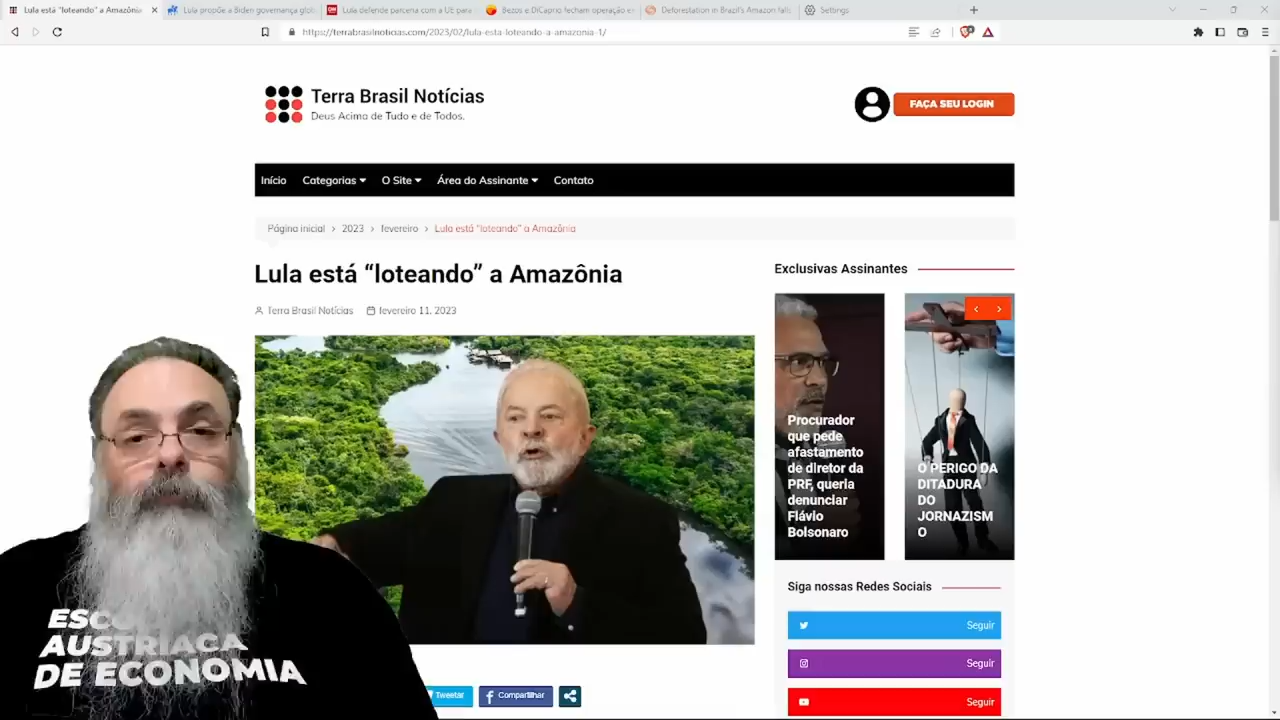 Lula está "loteando" a Amazônia
Lula propõe a Biden governança glob
Lula defende parceria com a UE para
Bezos e DiCaprio fecham operação e
Deforestation in Brazil's Amazon falls
Settings
https://terrabrasilnoticias.com/2023/02/lula-esta-loteando-a-amazonia-1/
Terra Brasil Notícias
Deus Acima de Tudo e de Todos.
FAÇA SEU LOGIN
Início
Categorias
O Site
Área do Assinante
Contato
Página inicial > 2023 > fevereiro > Lula está "loteando" a Amazônia
Lula está “loteando” a Amazônia
Terra Brasil Notícias
fevereiro 11, 2023
Exclusivas Assinantes
Procurador
que pede
afastamento
de diretor da
PRF, queria
denunciar
Flávio
Bolsonaro
O PERIGO DA
DITADURA
DO
JORNAZISM
O
Siga nossas Redes Sociais
Seguir
Seguir
Seguir
Tweetar
Compartilhar
AUSTRIACA
DE ECONOMIA